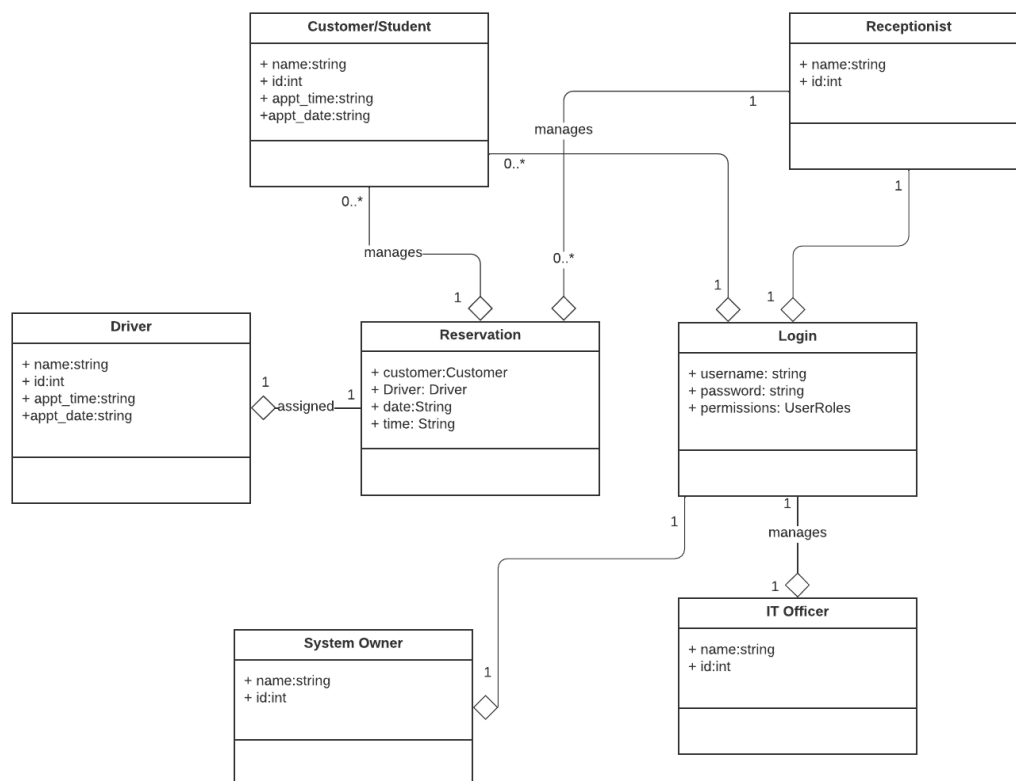 Customer/Student
+ name:string
+ id:int
+ appt_time:string
+appt_date:string
Receptionist
+ name:string
+ id:int
1
manages
0..*
1
0..*
manages
0..*
1
1
1
Driver
+ name:string
+ id:int
+ appt_time:string
+appt_date:string
1
assigned
1
Reservation
+ customer:Customer
+ Driver: Driver
+ date:String
+ time: String
Login
+ username: string
+ password: string
+ permissions: UserRoles
1
1
manages
1
1
System Owner
+ name:string
+ id:int
IT Officer
+ name:string
+ id:int